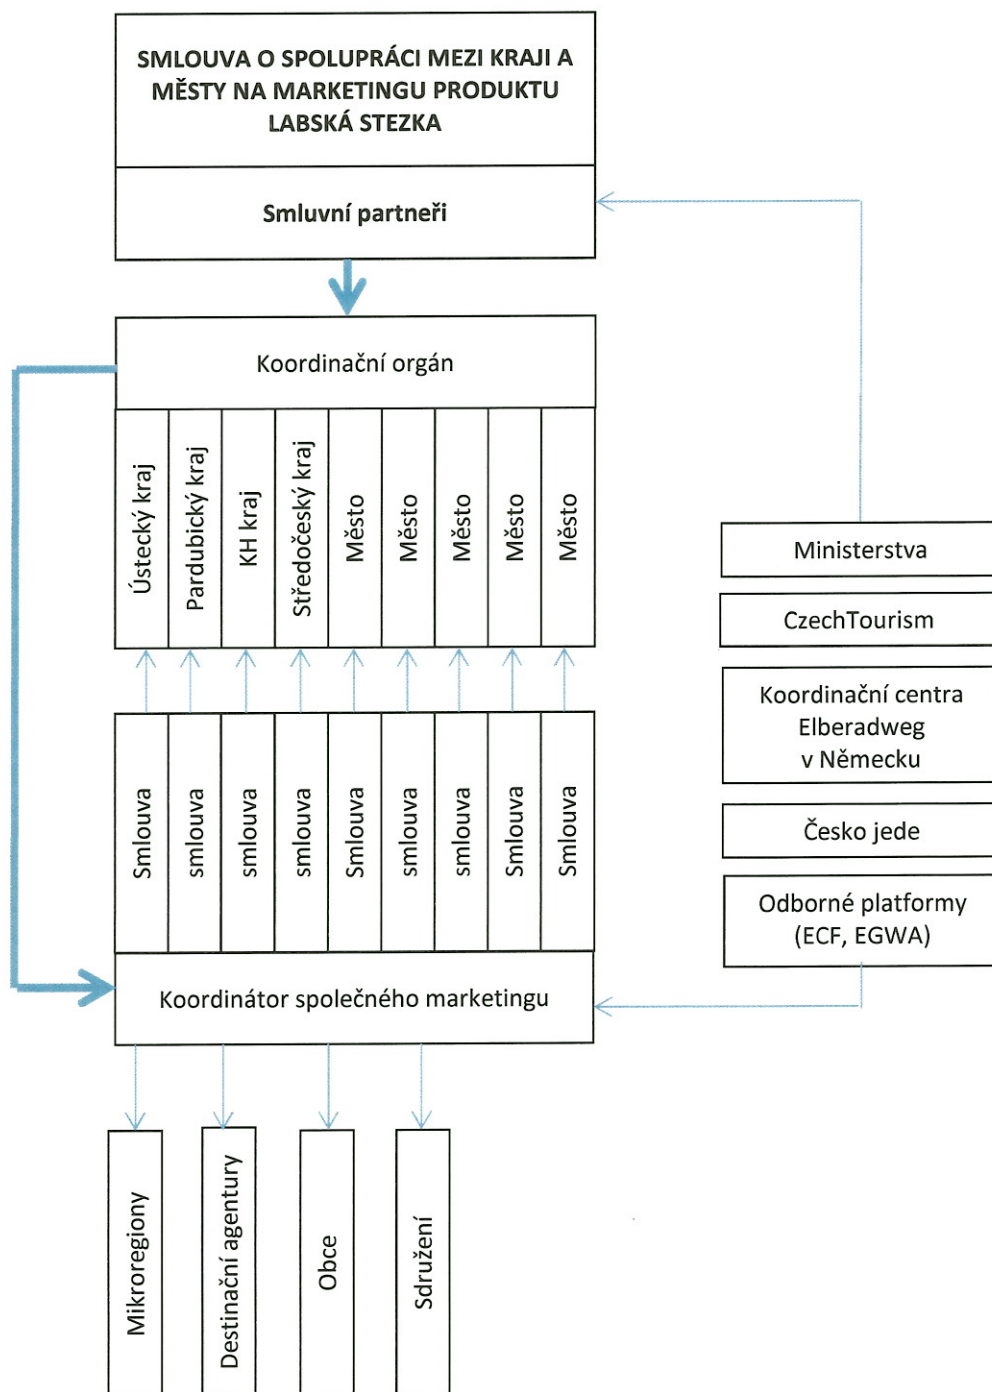 SMLOUVA O SPOLUPRÁCI MEZI KRAJI A
MĚSTY NA MARKETINGU PRODUKTU
LABSKÁ STEZKA
Smluvní partneři
Koordinační orgán
Ústecký kraj
Pardubický kraj
KH kraj
Středočeský kraj
Město
Město
Město
Město
Město
Smlouva
smlouva
smlouva
smlouva
Smlouva
smlouva
smlouva
Smlouva
Smlouva
Koordinátor společného marketingu
Mikroregiony
Destinační agentury
Obce
Sdružení
Ministerstva
CzechTourism
Koordinační centra
Elberadweg
v Německu
Česko jede
Odborné platformy
(ECF, EGWA)